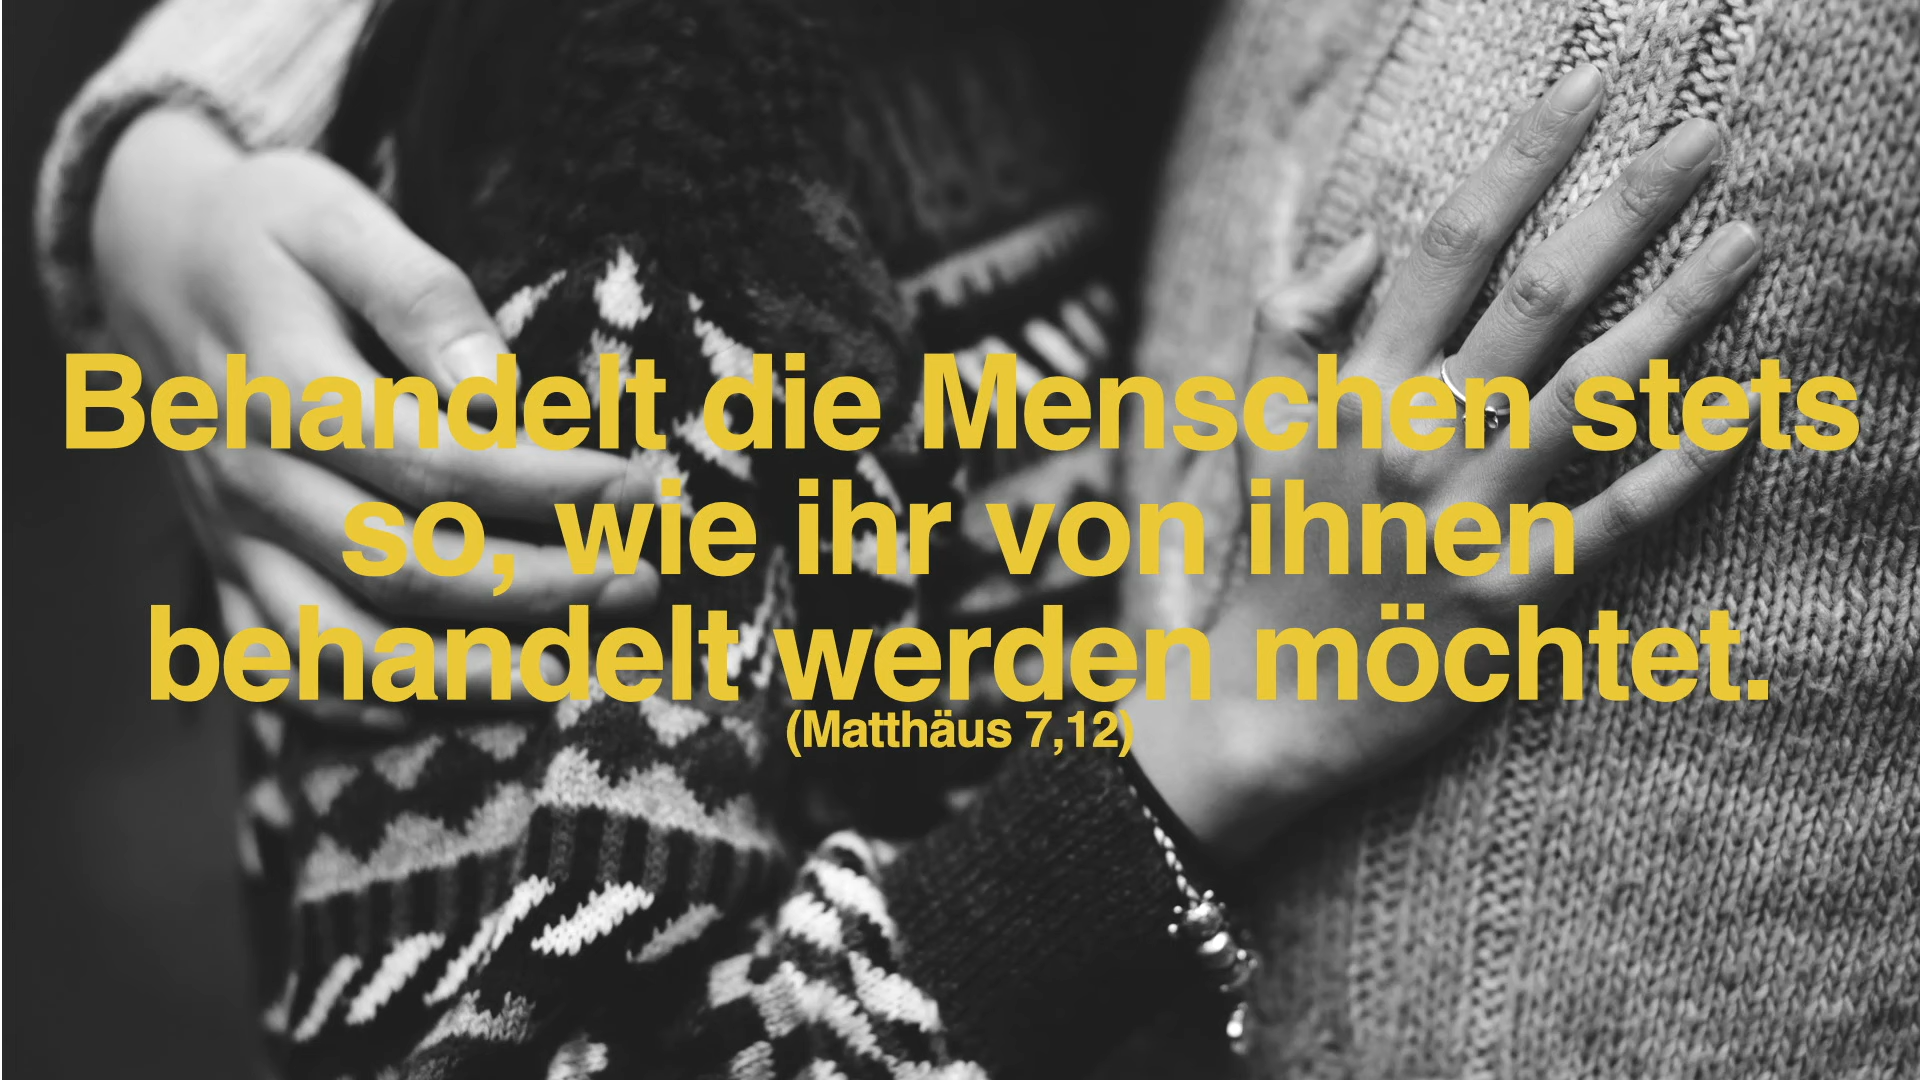 Behandelt die Menschen stets
so, wie ihr von ihnen
behandelt werden möchtet.
(Matthäus 7,12)